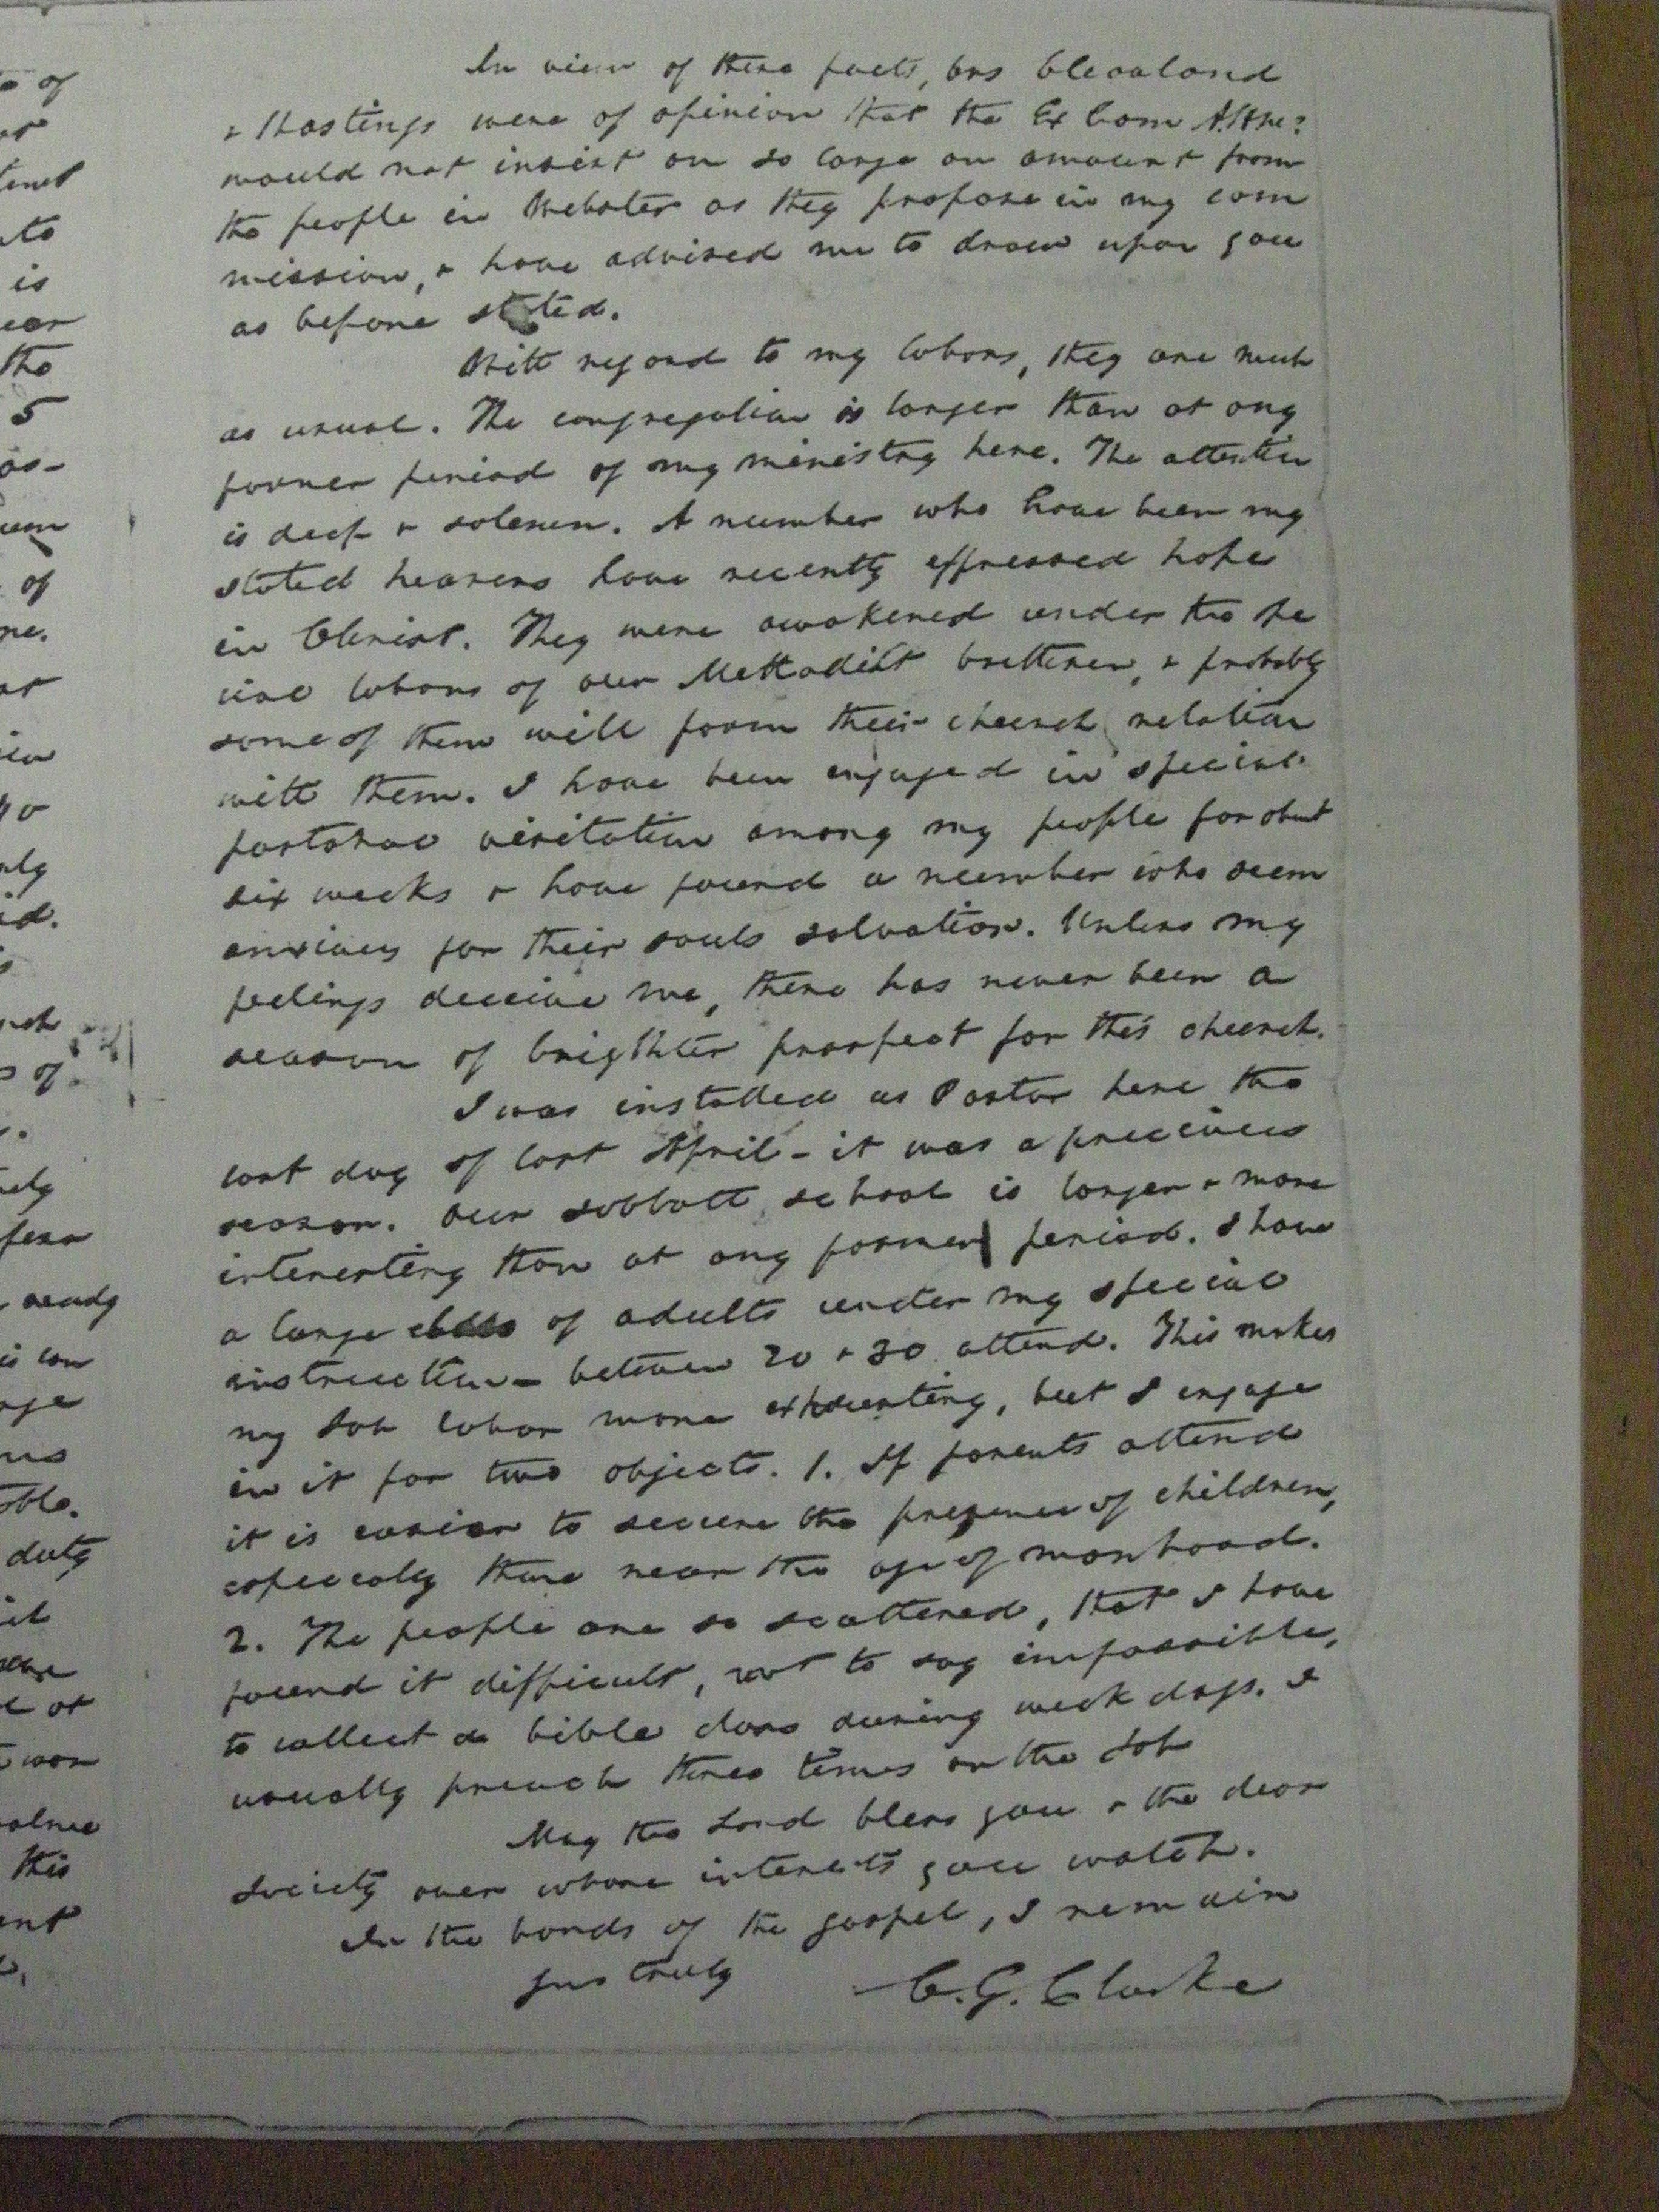 In view of these facts, brs Cleaveland
& Hastings were of opinion that the Ex Com
would not insist on so large an amount from
the people in Webster as they propose in my com
mission, & have advised me to draw upon you
as before stated.
With regard to my labors, they are much
as usual. The congregation is larger than at any
former period of my ministry here. The attention
is deep & solemn. A number who have been my
stated hearers have recently expressed hope
in Christ. They were awakened under the spe
cial labors of our Methodist brethren, & probably
some of them will form their church relation
with them. I have been engaged in special
pastoral visitation among my people for about
six weeks & have found a number who seem
anxious for their souls salvation. Unless my
feelings deceive me, there has never been a
season of brighter prospect for this church.
I was installed as Pastor here the
last day of last April - it was a precious
season. Our sabbath school is larger & more
interesting than at any former period. I have
a large class of adults under my special
instruction - between 20 & 30 attend. This makes
my Sab labor more exhausting, but I engage
in it for two objects. 1. If parents attend
it is easier to secure the presence of children,
especially those near the age of manhood.
2. The people are so scattered, that I have
found it difficult, not to say impossible,
to collect a bible class during week days. I
usually preach three times on the Sab
May the Lord bless you & the dear
Society over whose interests you watch.
In the bonds of the gospel, I remain
yrs truly C. G. Clarke